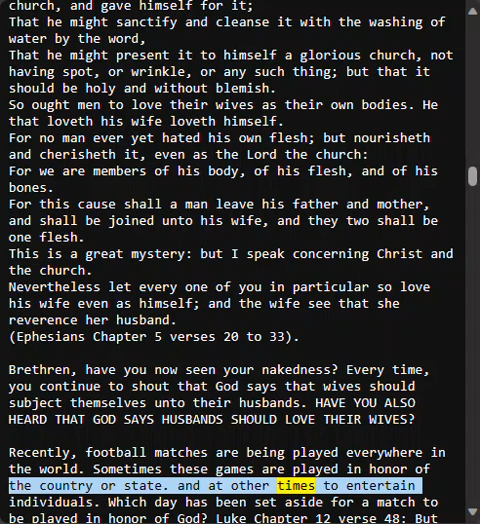 church, and gave himself for it;
That he might sanctify and cleanse it with the washing of
water by the word,
That he might present it to himself a glorious church, not
having spot, or wrinkle, or any such thing; but that it
should be holy and without blemish.
So ought men to love their wives as their own bodies. He
that loveth his wife loveth himself.
For no man ever yet hated his own flesh; but nourisheth
and cherisheth it, even as the Lord the church:
For we are members of his body, of his flesh, and of his
bones.
For this cause shall a man leave his father and mother,
and shall be joined unto his wife, and they two shall be
one flesh.
This is a great mystery: but I speak concerning Christ and
the church.
Nevertheless let every one of you in particular so love
his wife even as himself; and the wife see that she
reverence her husband.
(Ephesians Chapter 5 verses 20 to 33).
Brethren, have you now seen your nakedness? Every time,
you continue to shout that God says that wives should
subject themselves unto their husbands. HAVE YOU ALSO
HEARD THAT GOD SAYS HUSBANDS SHOULD LOVE THEIR WIVES?
Recently, football matches are being played everywhere in
the world. Sometimes these games are played in honor of
the country or state. and at other times to entertain
individuals. Which day has been set aside for a match to
be played in honor of God? Luke Chapter 12 verse 48: But